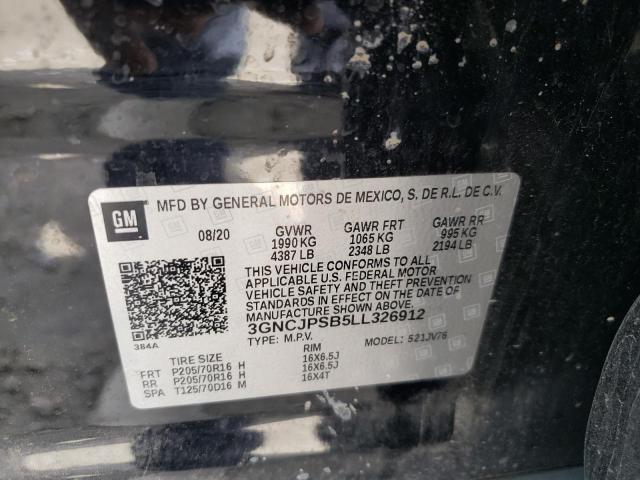 GM
MFD BY GENERAL MOTORS DE MEXICO, S. DE R.L. DE C.V.
08/20 GVWR GAWR FRT GAWR RR
1990 KG 1065 KG 995 KG
4387 LB 2348 LB 2194 LB
THIS VEHICLE CONFORMS TO ALL
APPLICABLE U.S. FEDERAL MOTOR
VEHICLE SAFETY AND THEFT
PREVENTION STANDARDS IN
EFFECT ON THE DATE OF
MANUFACTURE SHOWN ABOVE.
3GNCJPSB5LL326912
TYPE: M.P.V. MODEL: 521JV76
384A
TIRE SIZE RIM
FRT P205/70R16 H 16X6.5J
RR P205/70R16 H 16X6.5J
SPA T125/70D16 M 16X4T